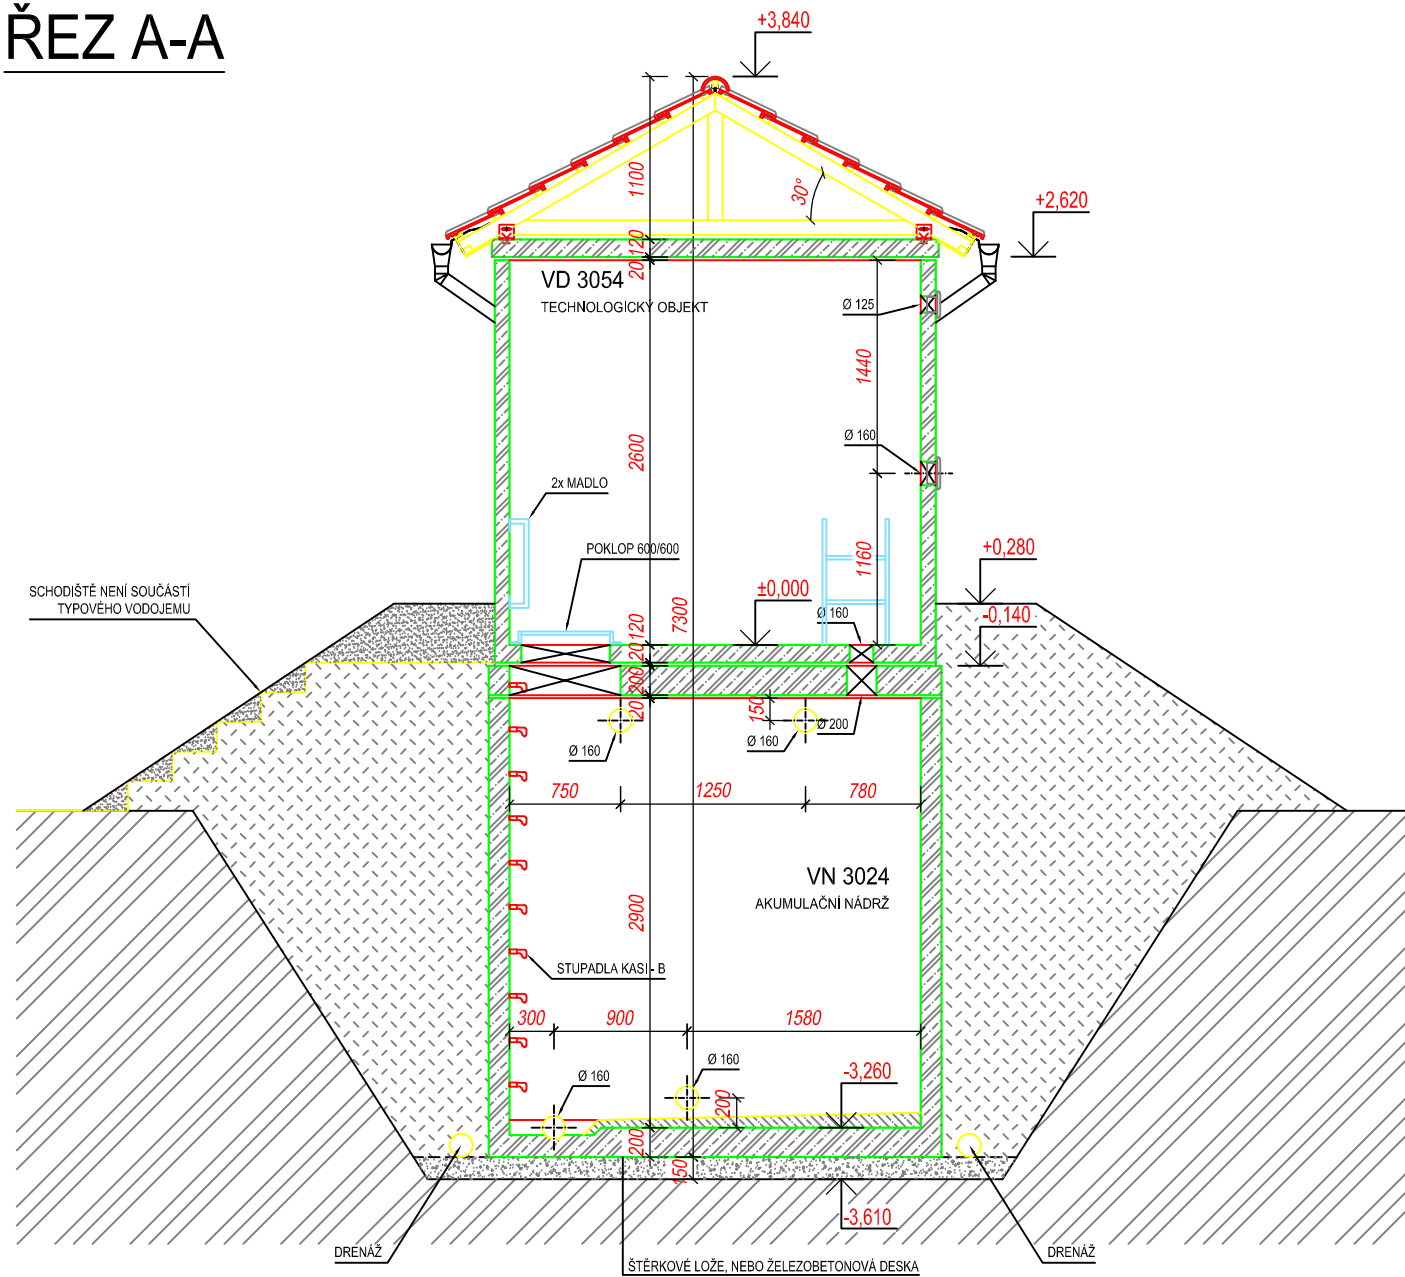 ŘEZ A-A
+3,840
1100
30°
+2,620
120
20
VD 3054
TECHNOLOGICKÝ OBJEKT
Ø 125
1440
2600
Ø 160
2x MADLO
POKLOP 600/600
1160
+0,280
SCHODIŠTĚ NENÍ SOUČÁSTÍ
TYPOVÉHO VODOJEMU
±0,000
7300
Ø 160
-0,140
120
20
200
20
150
Ø 200
Ø 160
Ø 160
750
1250
780
VN 3024
AKUMULAČNÍ NÁDRŽ
2900
STUPADLA KASI - B
300
900
1580
Ø 160
Ø 160
-3,260
200
200
150
-3,610
DRENÁŽ
DRENÁŽ
ŠTĚRKOVÉ LOŽE, NEBO ŽELEZOBETONOVÁ DESKA